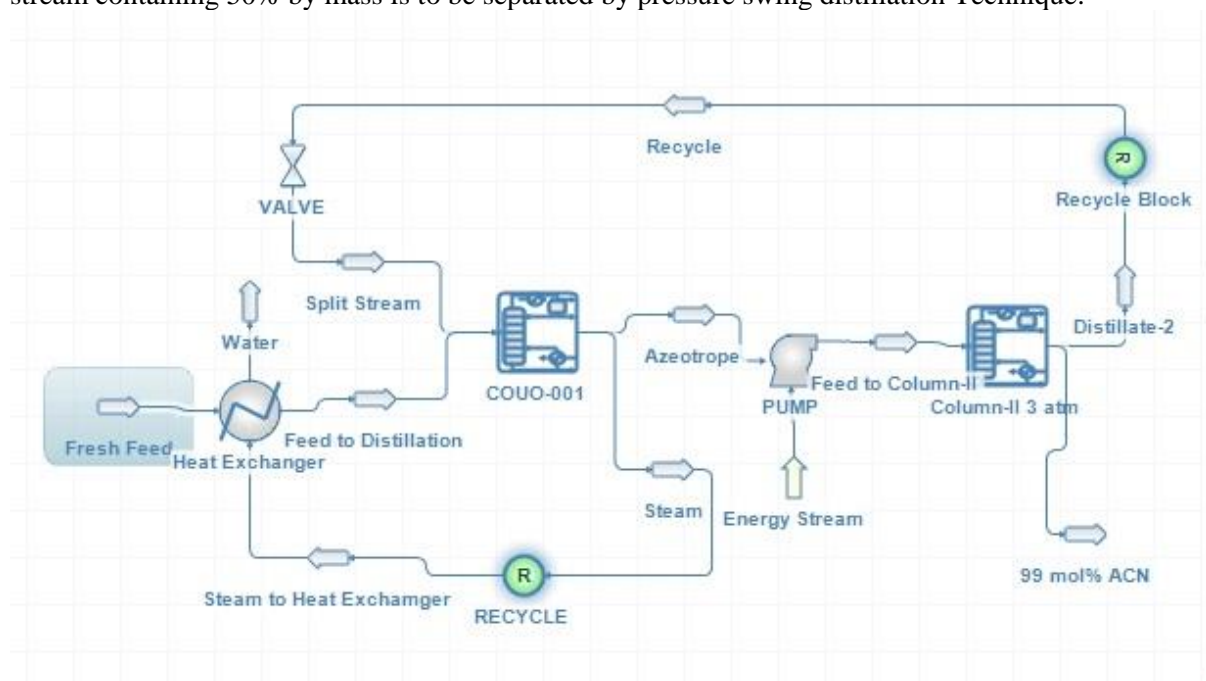 stream containing 50% by mass is to be separated by pressure swing distillation Technique.
Recycle
R
Recycle Block
VALVE
Split Stream
Water
Azeotrope
Distillate-2
COUO-001
Feed to Column-II
PUMP
Column-II 3 atm
Fresh Feed
Heat Exchanger
Feed to Distillation
Steam
Energy Stream
R
99 mol% ACN
Steam to Heat Exchamger
RECYCLE